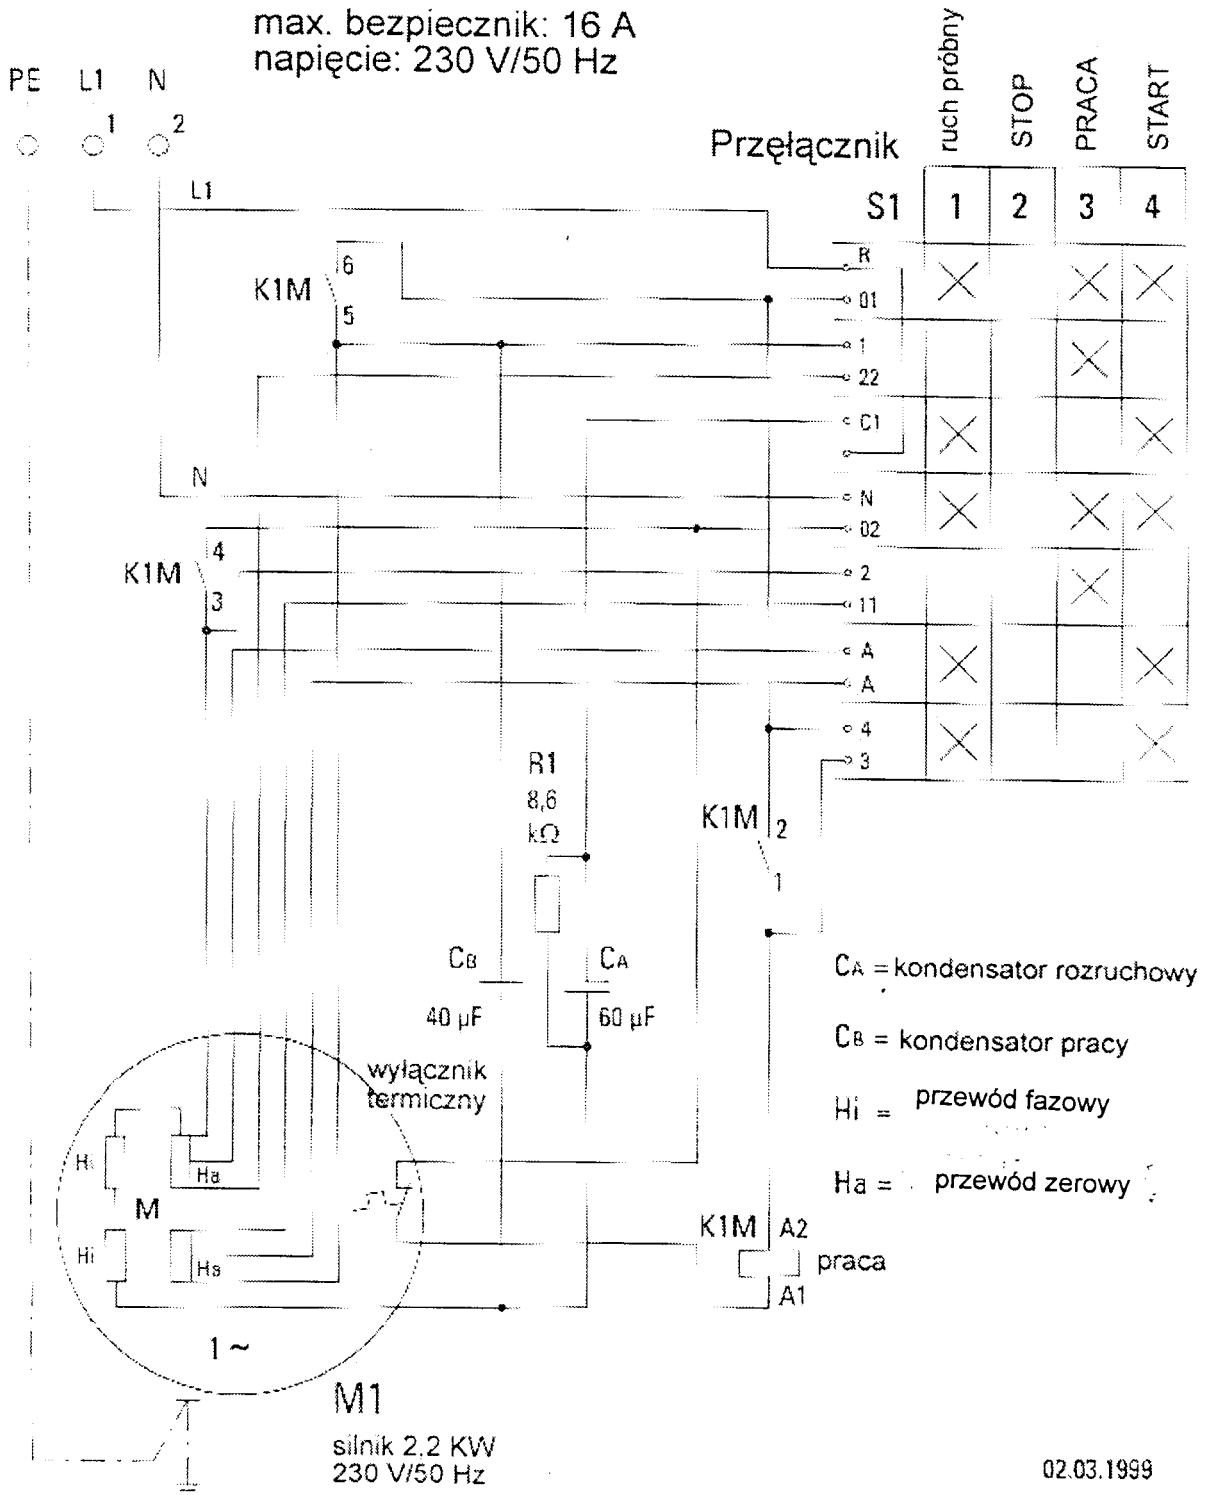 max. bezpiecznik: 16 A
napięcie: 230 V/50 Hz
PE L1 N
1 2
Przęłącznik
ruch próbny
STOP
PRACA
START
S1 1 2 3 4
L1
R
01
K1M
6
5
1
22
C1
N
N
02
K1M
4
3
2
11
A
A
4
3
R1
8,6
kΩ
K1M 2
1
CB
40 µF
CA
60 µF
CA = kondensator rozruchowy
CB = kondensator pracy
Hi = przewód fazowy
Ha = przewód zerowy
wyłącznik
termiczny
Hi
Ha
M
Hi
Ha
K1M A2
praca
A1
1 ~
M1
silnik 2,2 KW
230 V/50 Hz
02.03.1999